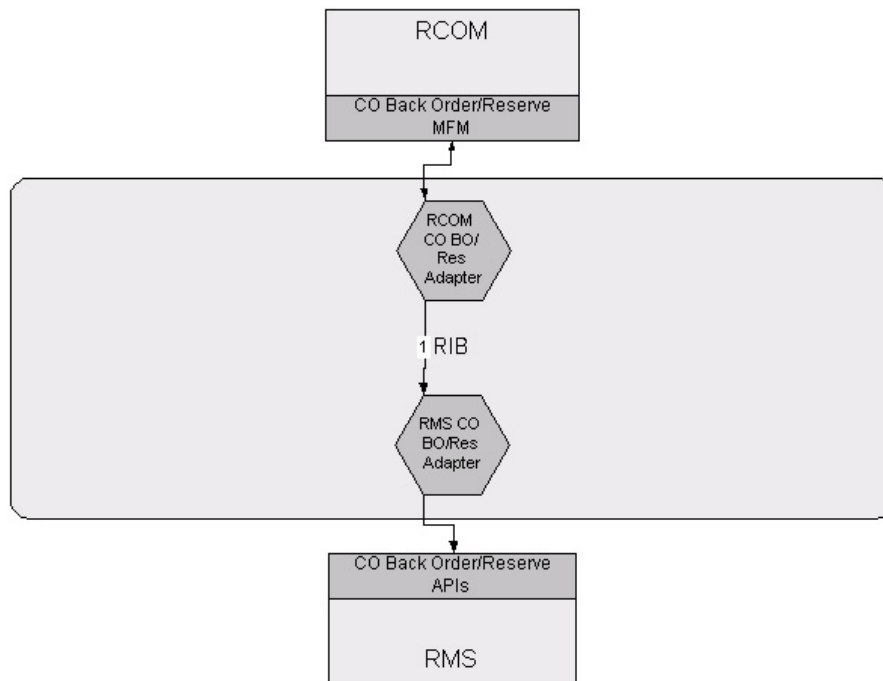 RCOM
CO Back Order/Reserve
MFM
RCOM
CO BO/
Res
Adapter
1 RIB
RMS CO
BO/Res
Adapter
CO Back Order/Reserve
APIs
RMS